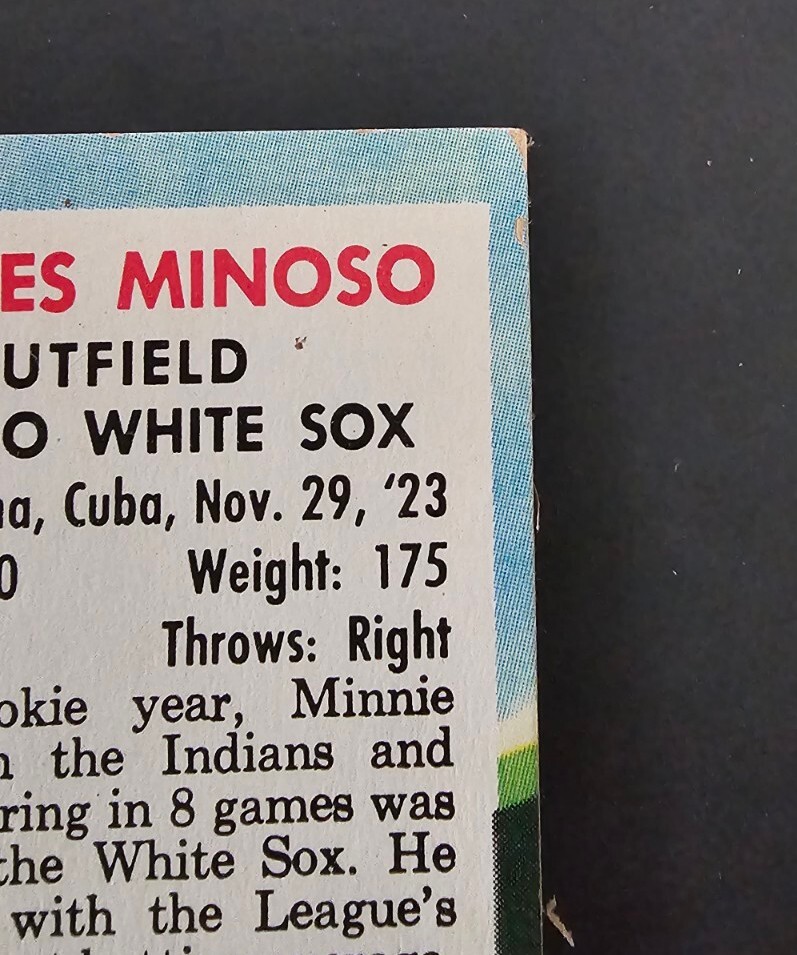 ES MINOSO
UTFIELD
O WHITE SOX
na, Cuba, Nov. 29, '23
0 Weight: 175
Throws: Right
okie year, Minnie
n the Indians and
ring in 8 games was
the White Sox. He
with the League's